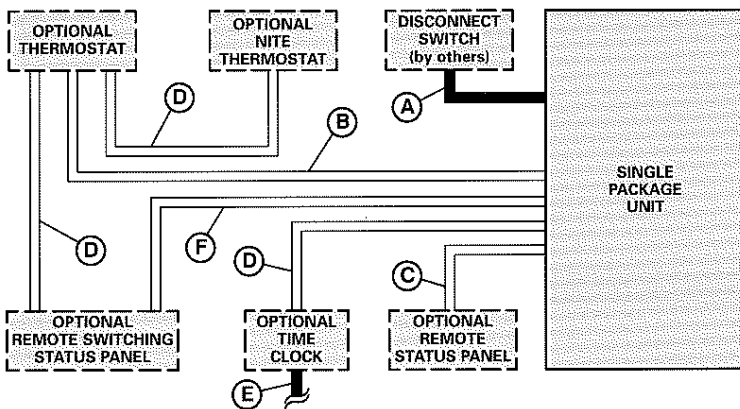 OPTIONAL
THERMOSTAT
OPTIONAL
NITE
THERMOSTAT
DISCONNECT
SWITCH
(by others)
A
D
B
SINGLE
PACKAGE
UNIT
D
F
D
C
OPTIONAL
REMOTE SWITCHING
STATUS PANEL
OPTIONAL
TIME
CLOCK
OPTIONAL
REMOTE
STATUS PANEL
E